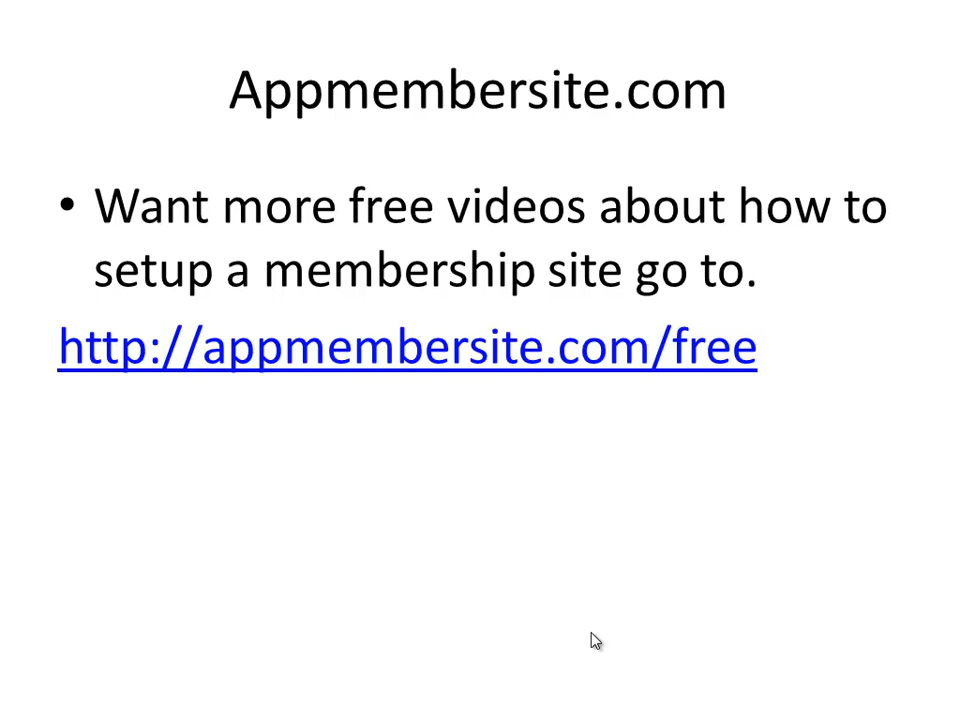 Appmembersite.com
• Want more free videos about how to
setup a membership site go to.
http://appmembersite.com/free